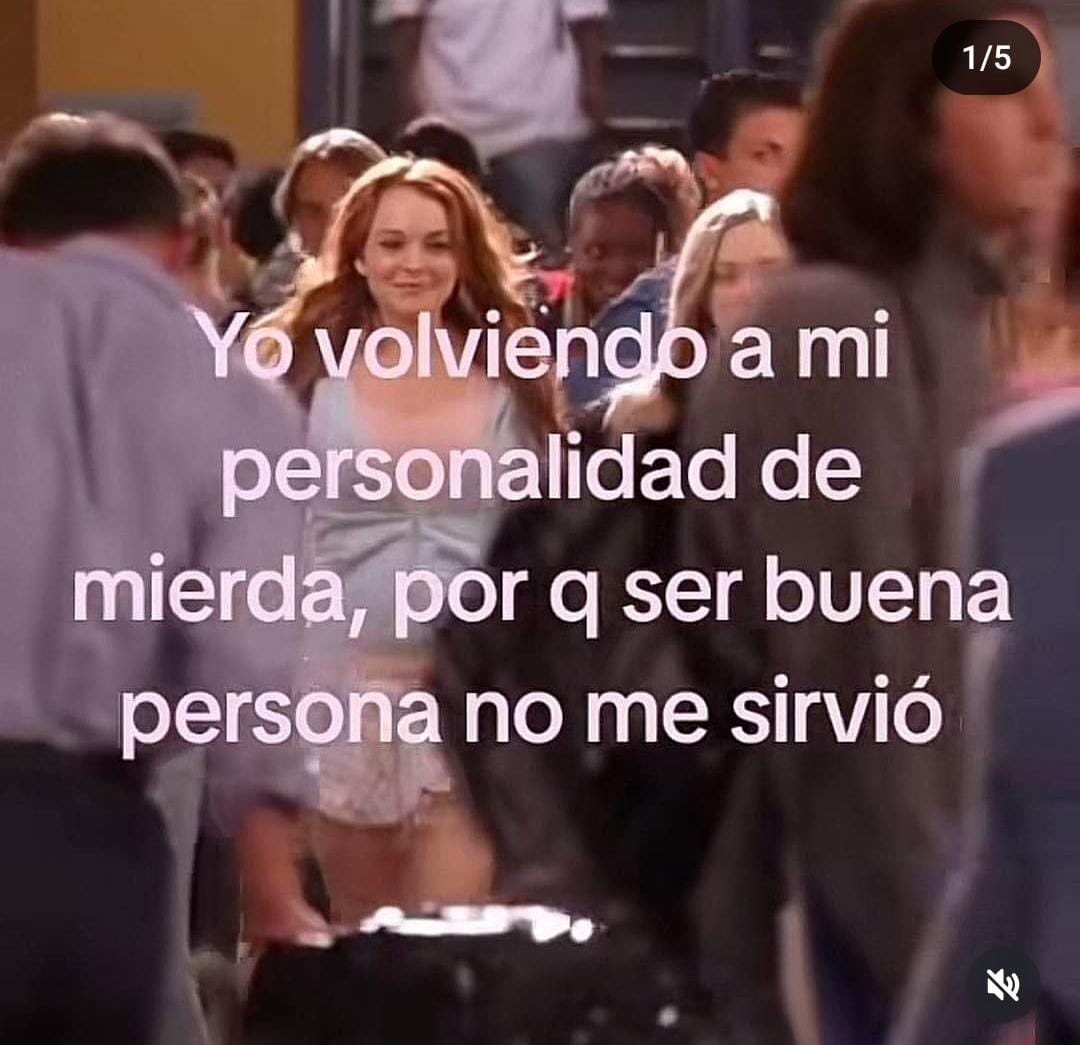 1/5
Yo volviendo a mi
personalidad de
mierda, por q ser buena
persona no me sirvió